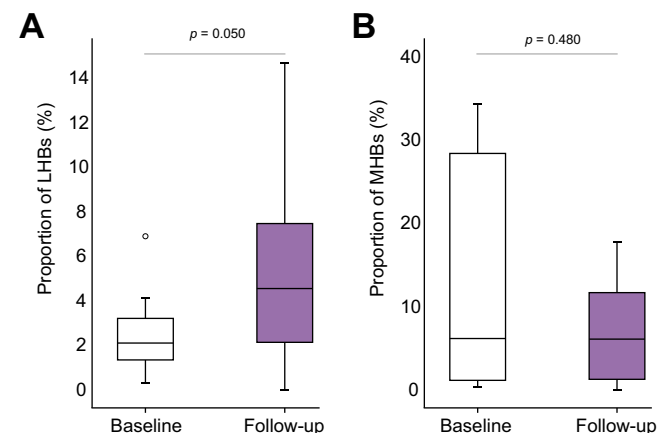 A
p = 0.050
Proportion of LHBs (%)
14
12
10
8
6
4
2
0
Baseline
Follow-up
B
p = 0.480
Proportion of MHBs (%)
40
30
20
10
0
Baseline
Follow-up